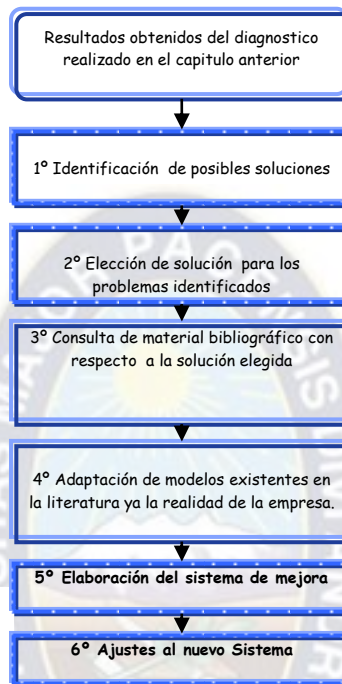 Resultados obtenidos del diagnostico
realizado en el capitulo anterior
1º Identificación de posibles soluciones
2º Elección de solución para los
problemas identificados
3º Consulta de material bibliográfico con
respecto a la solución elegida
4º Adaptación de modelos existentes en
la literatura ya la realidad de la empresa.
5º Elaboración del sistema de mejora
6º Ajustes al nuevo Sistema